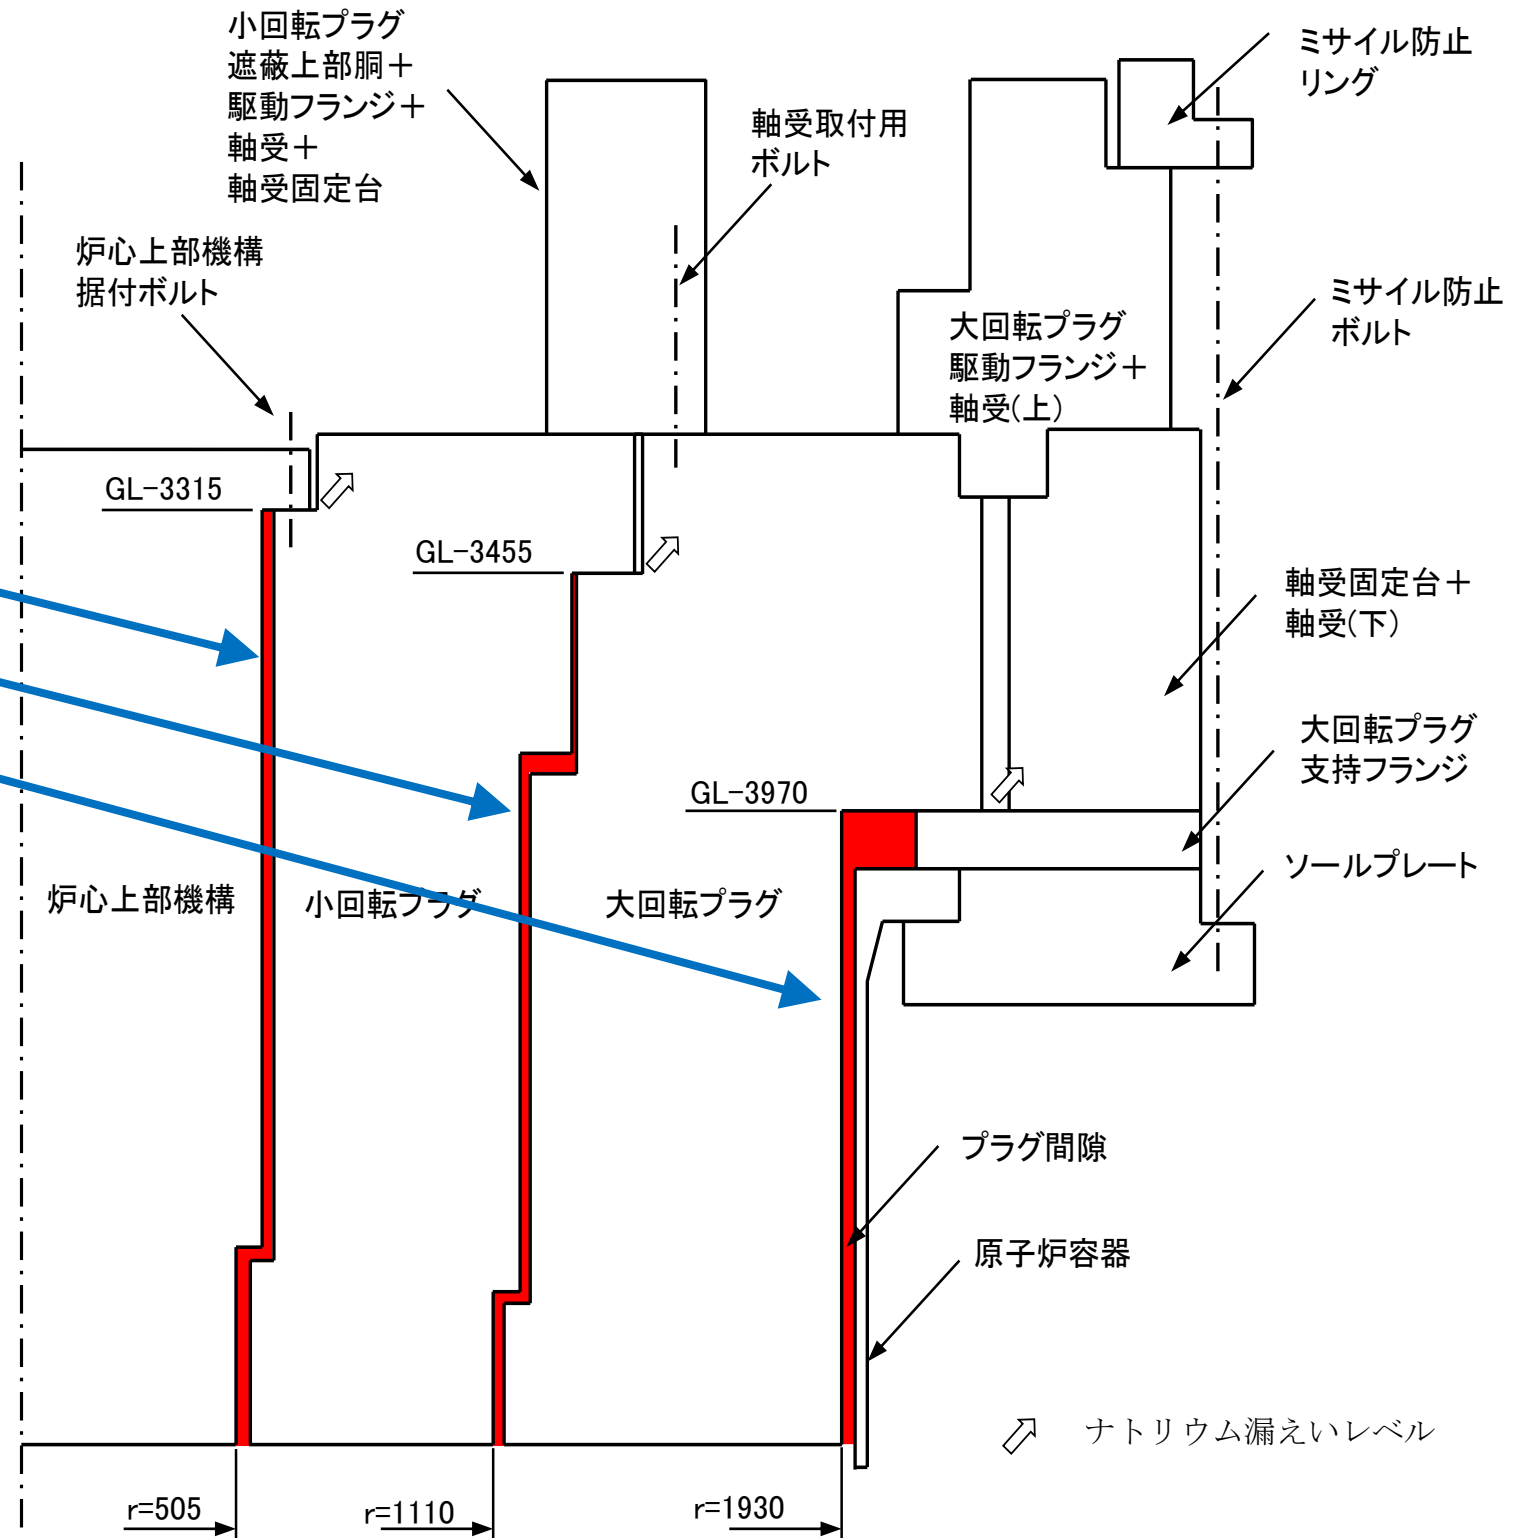 小回転プラグ
遮蔽上部胴＋
駆動フランジ＋
軸受＋
軸受固定台
軸受取付用
ボルト
ミサイル防止
リング
炉心上部機構
据付ボルト
ミサイル防止
ボルト
大回転プラグ
駆動フランジ＋
軸受(上)
GL-3315
GL-3455
軸受固定台＋
軸受(下)
大回転プラグ
支持フランジ
GL-3970
ソールプレート
炉心上部機構
小回転プラグ
大回転プラグ
プラグ間隙
原子炉容器
ナトリウム漏えいレベル
r=505
r=1110
r=1930